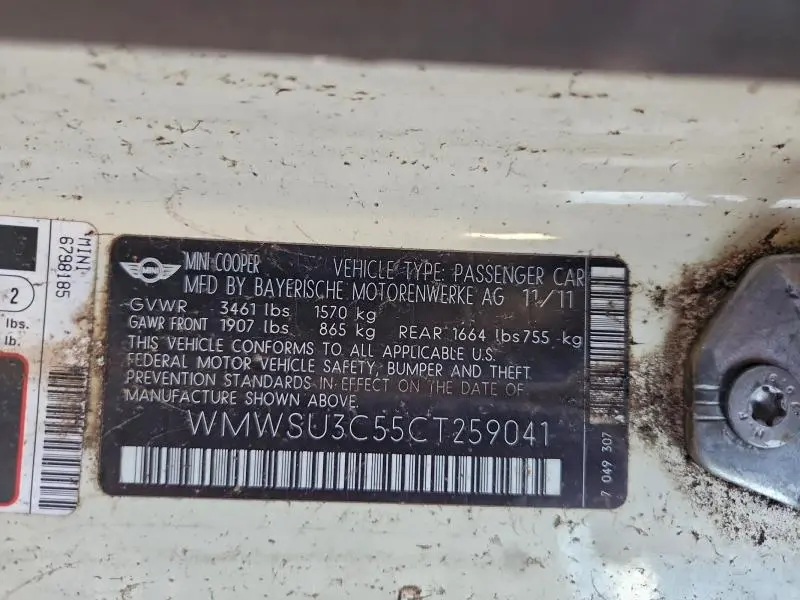 MINI
6798185
2
lbs.
lb.
MINI
MINI COOPER VEHICLE TYPE: PASSENGER CAR
MFD BY BAYERISCHE MOTORENWERKE AG 11/11
GVWR 3461 lbs 1570 kg
GAWR FRONT 1907 lbs 865 kg REAR 1664 lbs 755 kg
THIS VEHICLE CONFORMS TO ALL APPLICABLE U.S.
FEDERAL MOTOR VEHICLE SAFETY, BUMPER AND THEFT
PREVENTION STANDARDS IN EFFECT ON THE DATE OF
MANUFACTURE SHOWN ABOVE.
WMWSU3C55CT259041
7 049 307